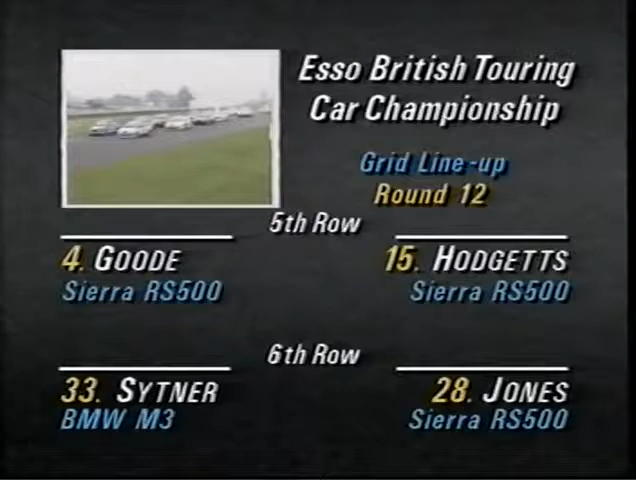 Esso British Touring
Car Championship
Grid Line-up
Round 12
5th Row
4. GOODE
Sierra RS500
15. HODGETTS
Sierra RS500
6th Row
33. SYTNER
BMW M3
28. JONES
Sierra RS500